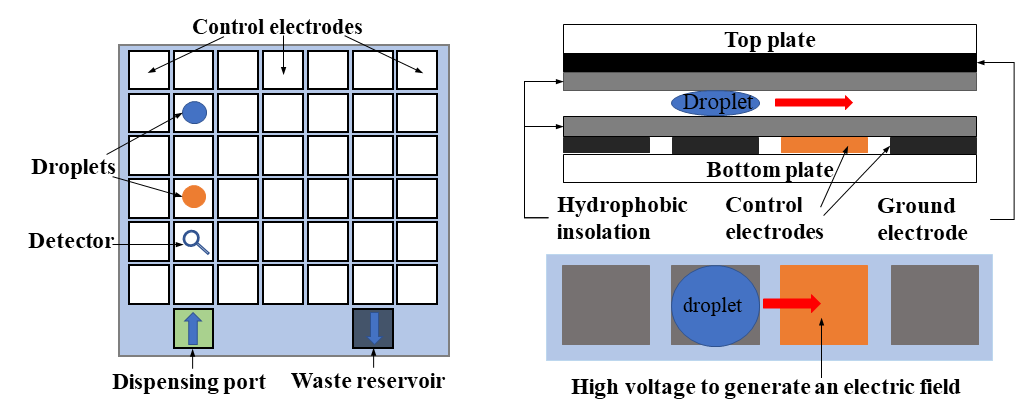 Control electrodes
Droplets
Detector
Dispensing port
Waste reservoir
Top plate
Droplet
Bottom plate
Hydrophobic
insolation
Control
electrodes
Ground
electrode
droplet
High voltage to generate an electric field